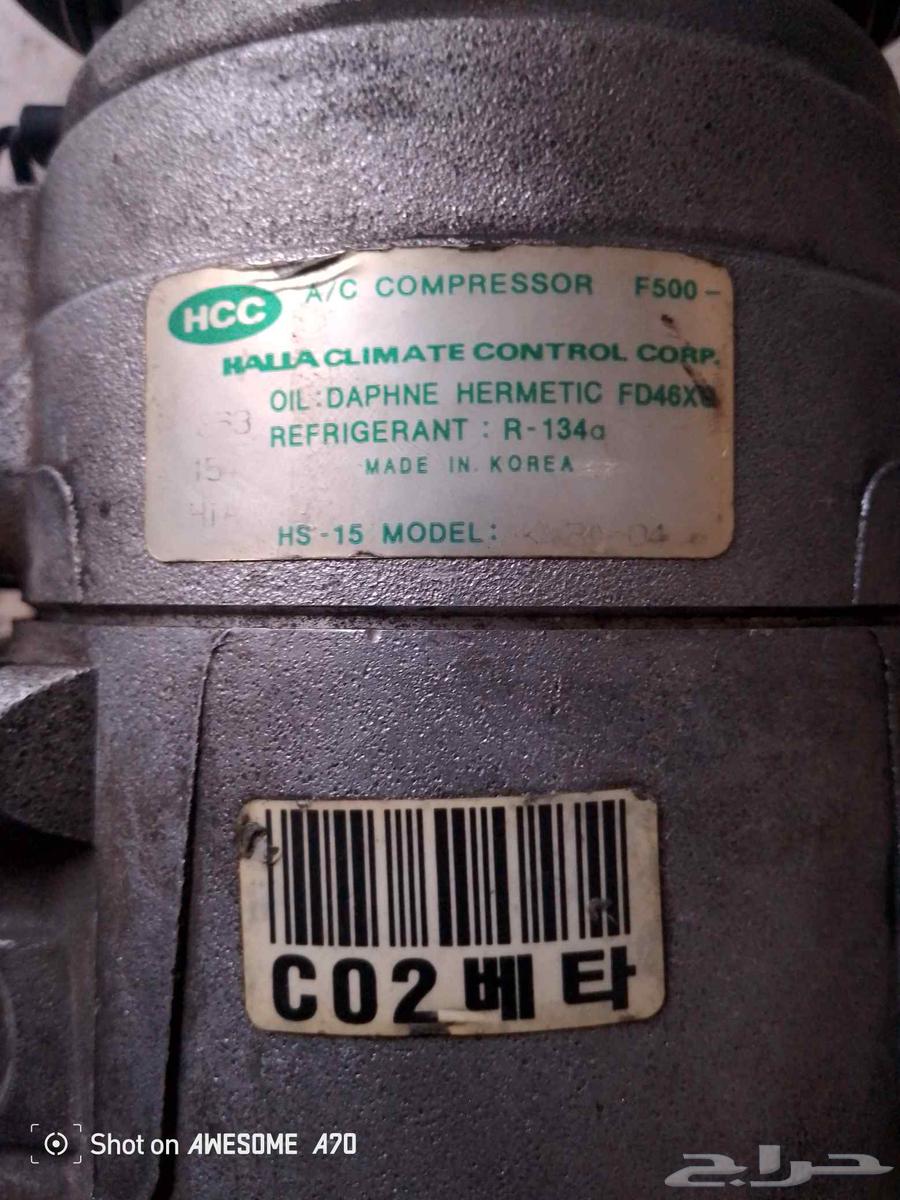 HCC
A/C COMPRESSOR F500-
HALLA CLIMATE CONTROL CORP.
OIL: DAPHNE HERMETIC
REFRIGERANT : R-134a
MADE IN KOREA
HS-15 MODEL:
C02 베타
Shot on AWESOME A70
حراج